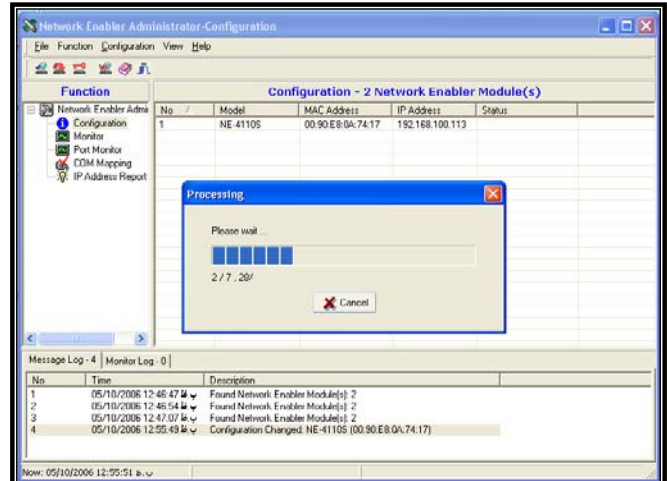 Network Enabler Administrator-Configuration
File Function Configuration View Help
Function
Configuration - 2 Network Enabler Module(s)
Network Enabler Admi
Configuration
Monitor
Port Monitor
COM Mapping
IP Address Report
No / Model MAC Address IP Address Status
1 NE-4110S 00:90:E8:0A:74:17 192.168.100.113
Processing
Please wait ...
2 / 7 , 28%
Cancel
Message Log - 4 Monitor Log - 0
No Time Description
1 05/10/2006 12:46:47 Found Network Enabler Module(s): 2
2 05/10/2006 12:46:54 Found Network Enabler Module(s): 2
3 05/10/2006 12:47:07 Found Network Enabler Module(s): 2
4 05/10/2006 12:55:49 Configuration Changed: NE-4110S (00:90:E8:0A:74:17)
Now: 05/10/2006 12:55:51